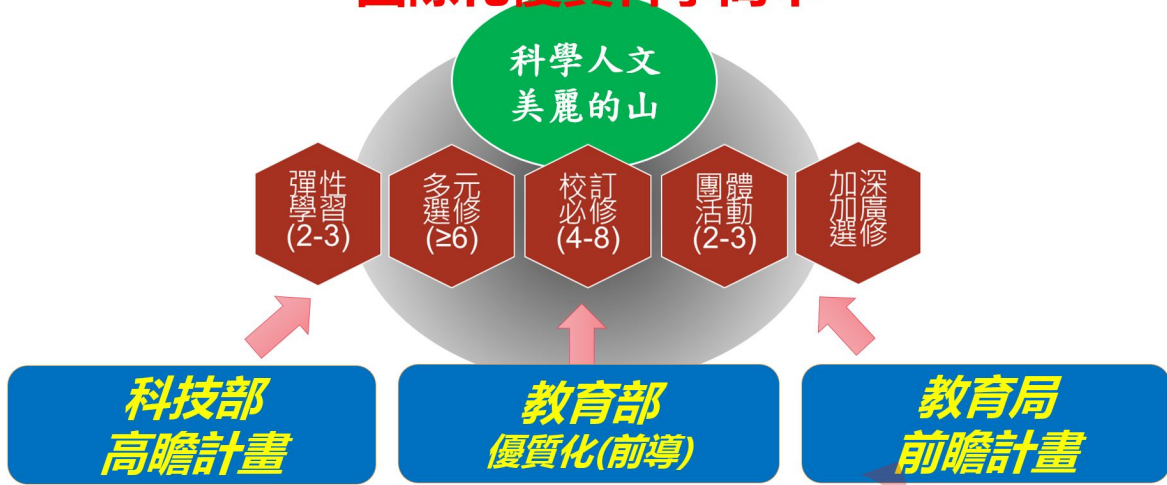 科學人文
美麗的山
彈性
學習
(2-3)
多元
選修
(≥6)
校訂
必修
(4-8)
團體
活動
(2-3)
加深
加廣
選修
科技部
高瞻計畫
教育部
優質化(前導)
教育局
前瞻計畫